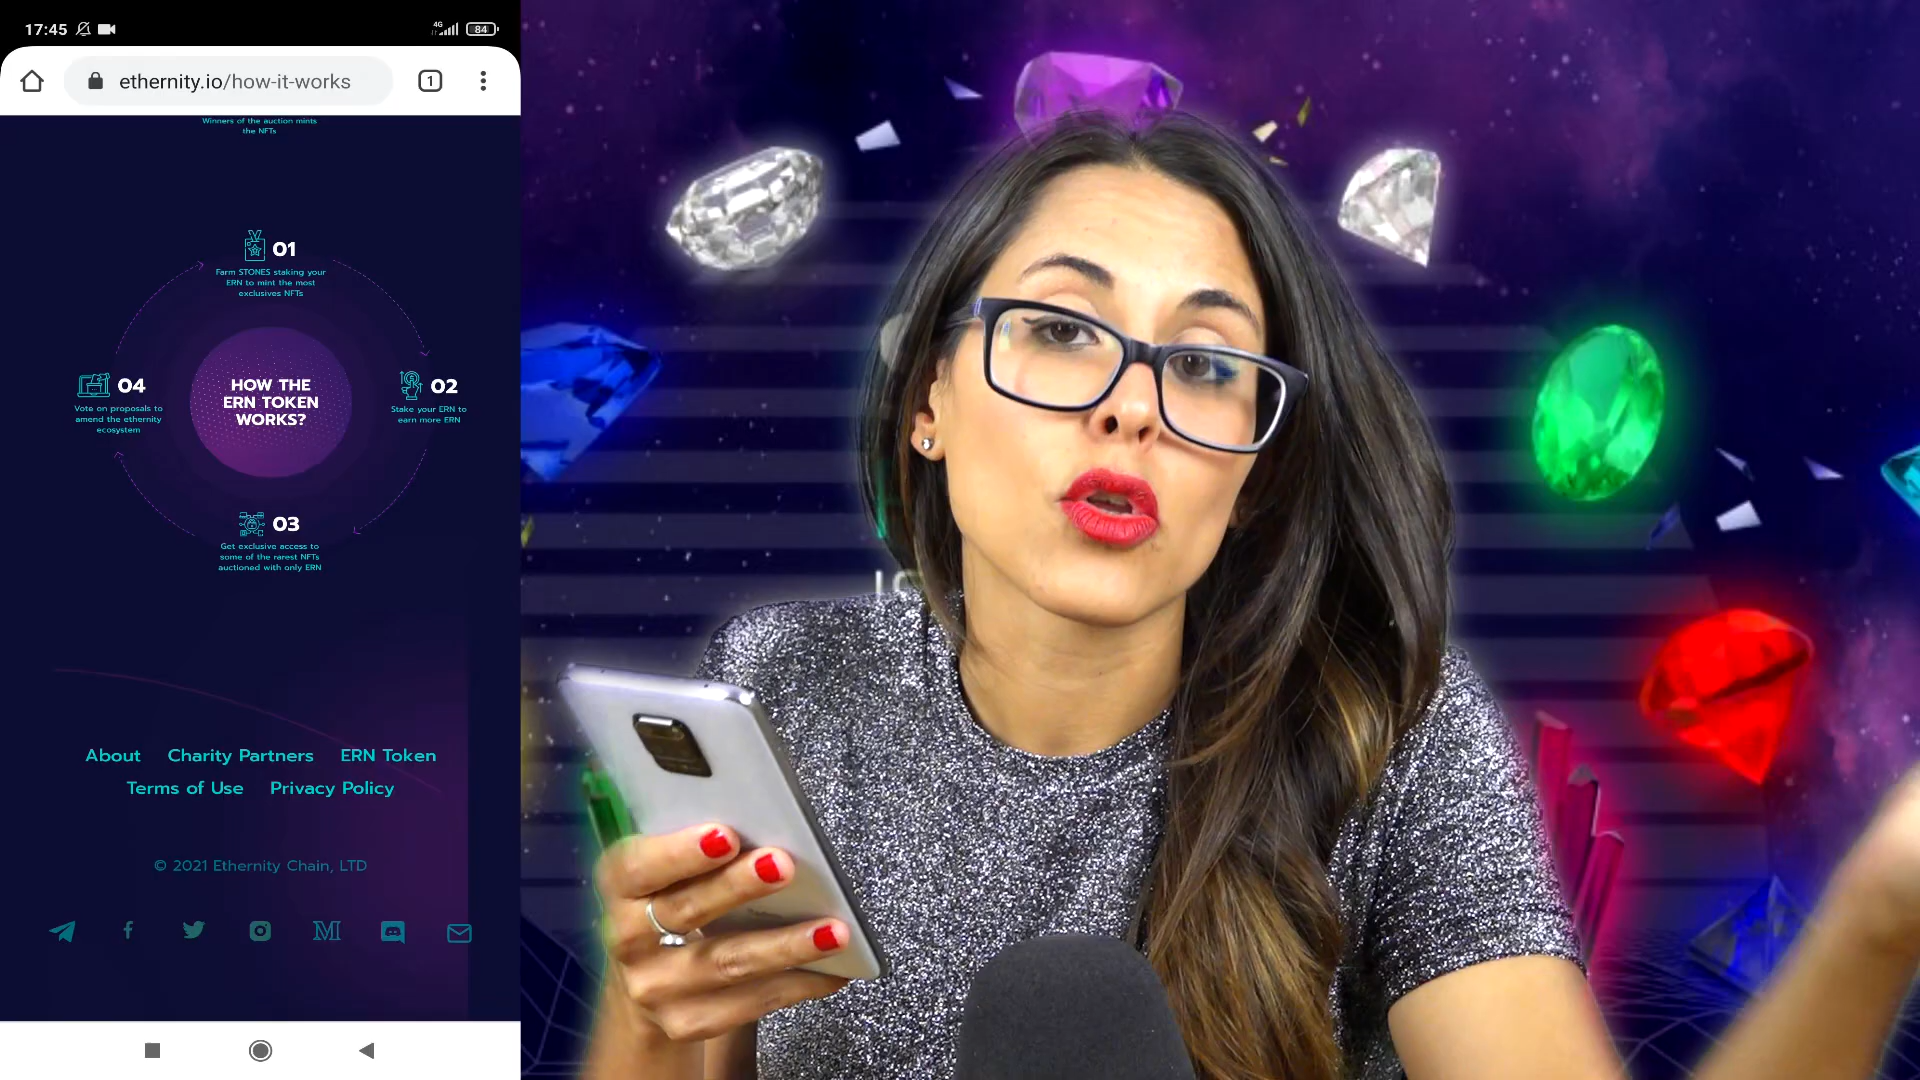 17:45
4G
84
ethernity.io/how-it-works
1
Winners of the auction mints
the NFTs
01
Farm STONES staking your
ERN to mint the most
exclusives NFTs
04
Vote on proposals to
amend the ethernity
ecosystem
HOW THE
ERN TOKEN
WORKS?
02
Stake your ERN to
earn more ERN
03
Get exclusive access to
some of the rarest NFTs
auctioned with only ERN
About Charity Partners ERN Token
Terms of Use Privacy Policy
© 2021 Ethernity Chain, LTD